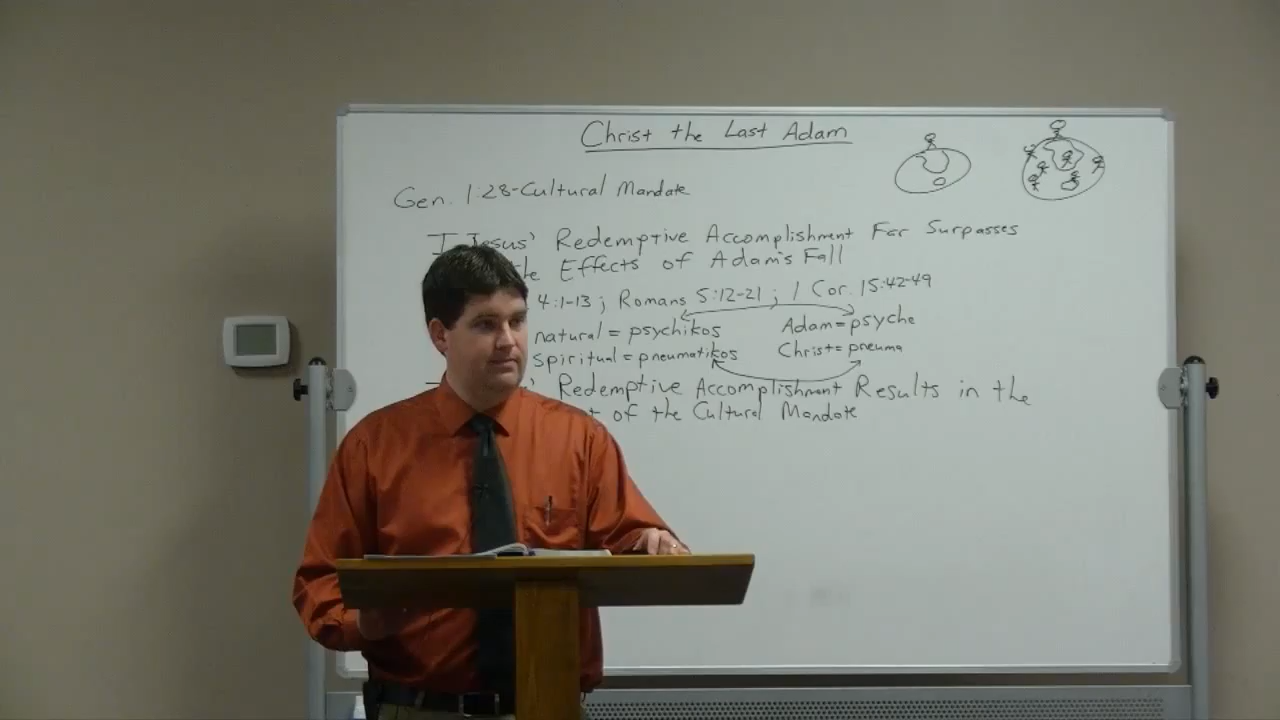 Christ the Last Adam
Gen. 1:28-Cultural Mandate
I. Jesus' Redemptive Accomplishment Far Surpasses
the Effects of Adam's Fall
4:1-13; Romans 5:12-21; 1 Cor. 15:42-49
natural = psychikos Adam=psyche
spiritual = pneumatikos Christ=pneuma
Redemptive Accomplishment Results in the
of the Cultural Mandate